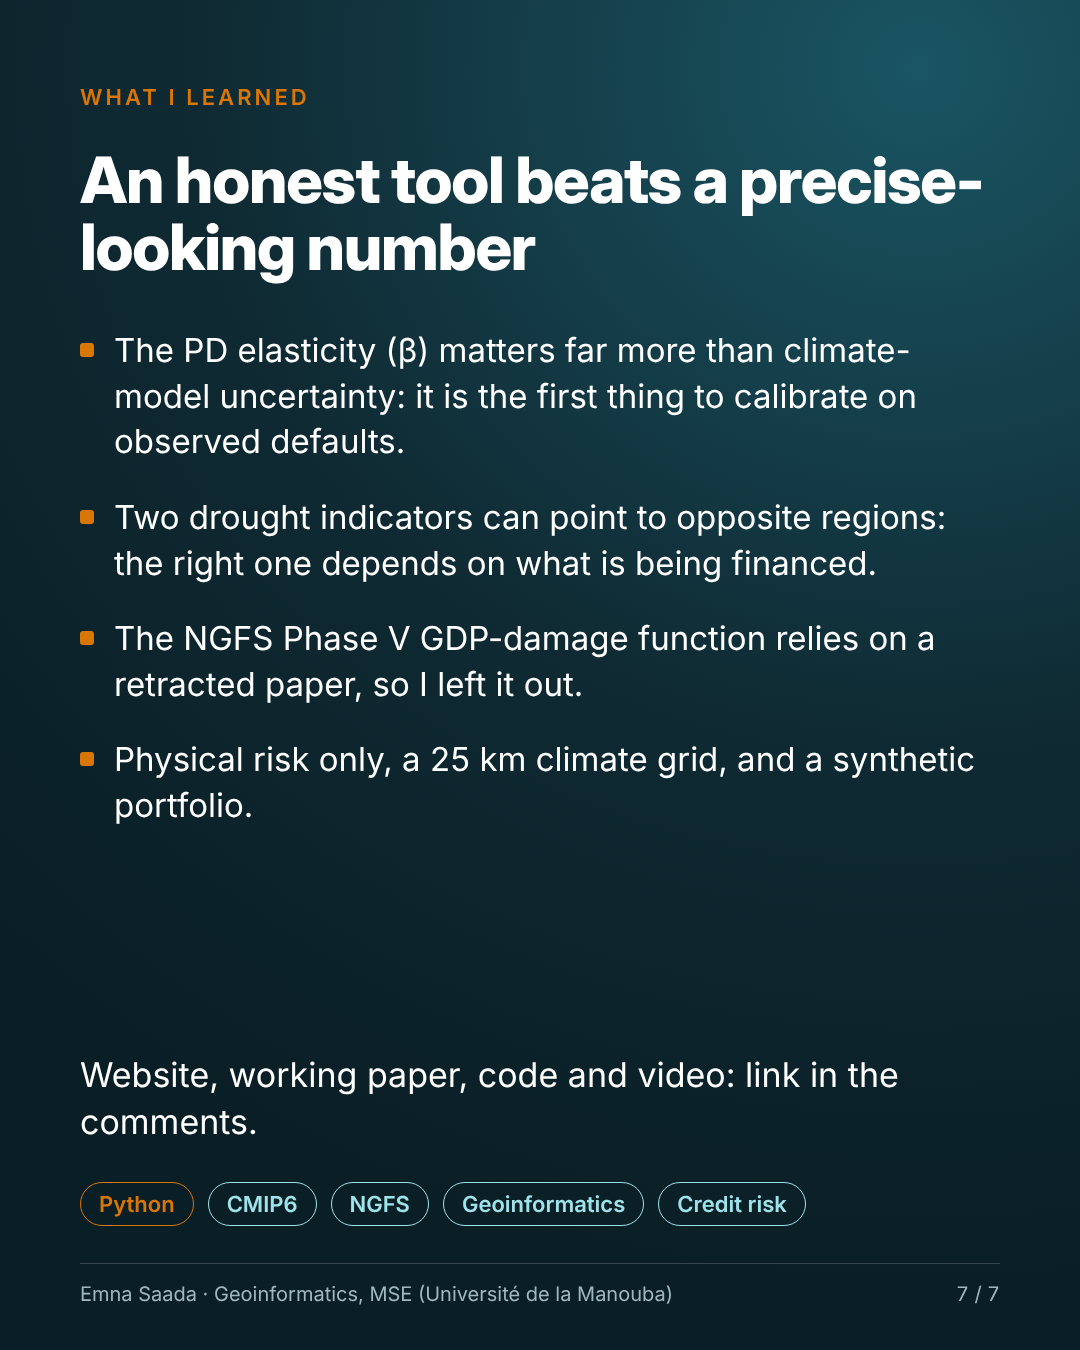 WHAT I LEARNED
An honest tool beats a precise-
looking number
The PD elasticity (β) matters far more than climate-
model uncertainty: it is the first thing to calibrate on
observed defaults.
Two drought indicators can point to opposite regions:
the right one depends on what is being financed.
The NGFS Phase V GDP-damage function relies on a
retracted paper, so I left it out.
Physical risk only, a 25 km climate grid, and a synthetic
portfolio.
Website, working paper, code and video: link in the
comments.
Python CMIP6 NGFS Geoinformatics Credit risk
Emna Saada · Geoinformatics, MSE (Université de la Manouba) 7 / 7